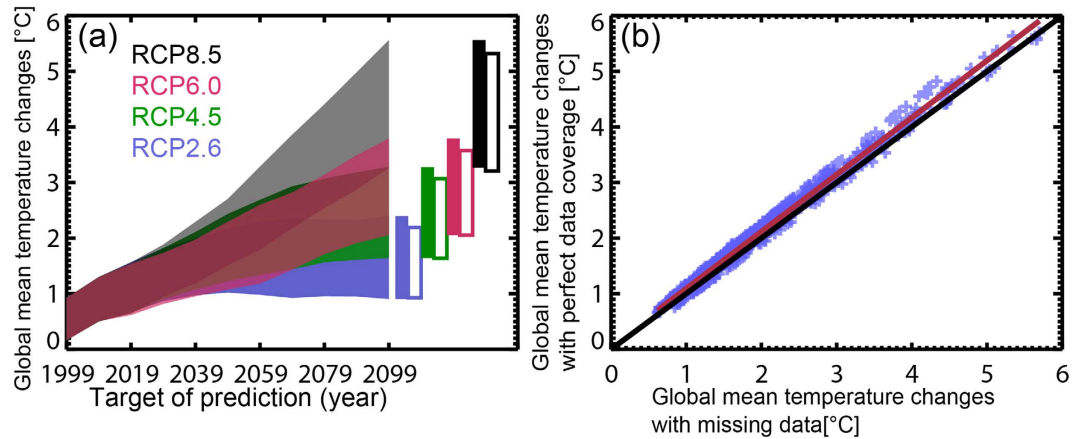 (a)
RCP8.5
RCP6.0
RCP4.5
RCP2.6
Global mean temperature changes [°C]
6
5
4
3
2
1
0
1999 2019 2039 2059 2079 2099
Target of prediction (year)
(b)
Global mean temperature changes
with perfect data coverage [°C]
6
5
4
3
2
1
0
0 1 2 3 4 5 6
Global mean temperature changes
with missing data[°C]